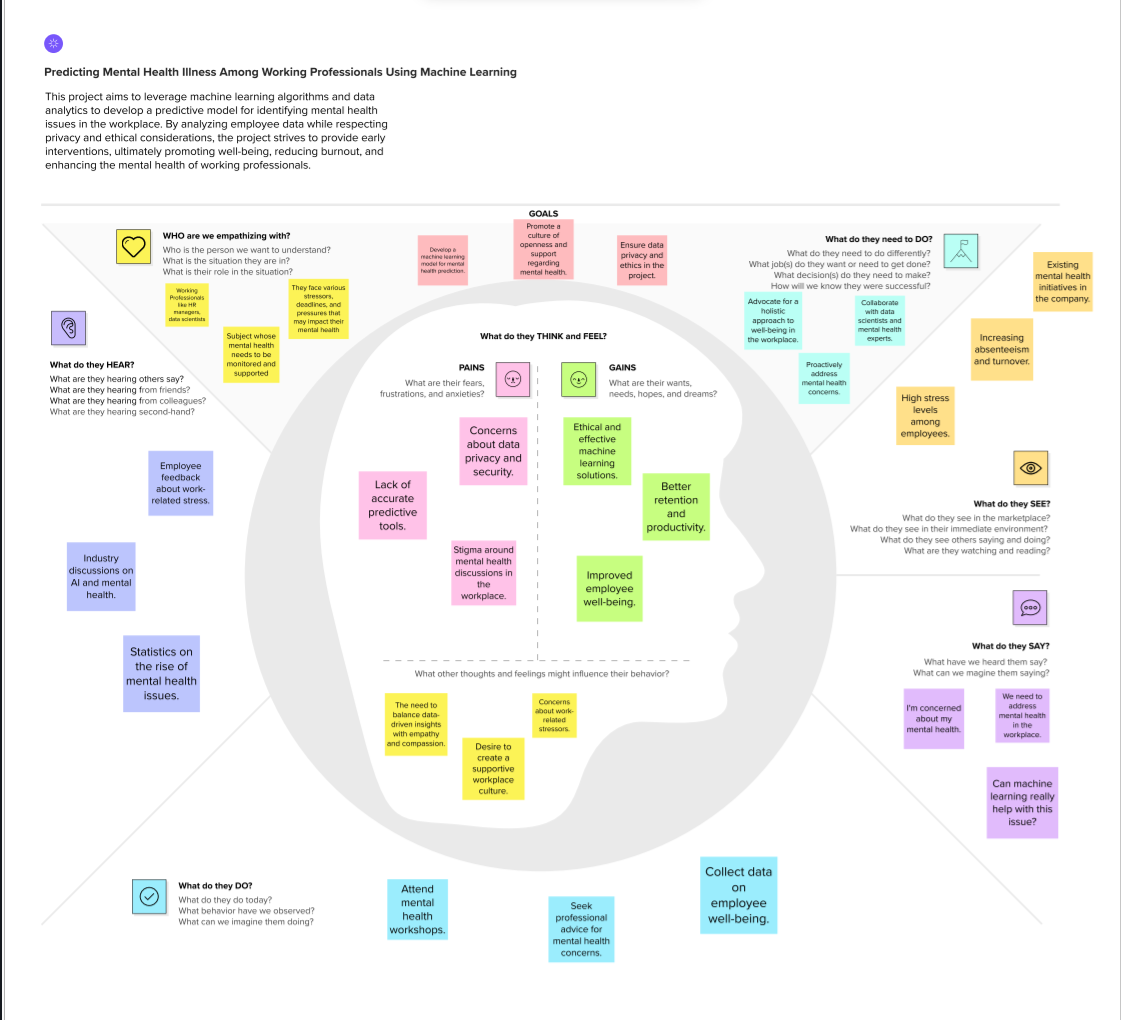 Predicting Mental Health Illness Among Working Professionals Using Machine Learning
This project aims to leverage machine learning algorithms and data
analytics to develop a predictive model for identifying mental health
issues in the workplace. By analyzing employee data while respecting
privacy and ethical considerations, the project strives to provide early
interventions, ultimately promoting well-being, reducing burnout, and
enhancing the mental health of working professionals.
GOALS
Develop a
machine learning
model for mental
health prediction.
Promote a
culture of
openness and
support
regarding
mental health.
Ensure data
privacy and
ethics in the
project.
WHO are we empathizing with?
Who is the person we want to understand?
What is the situation they are in?
What is their role in the situation?
Working
Professionals
like HR
managers,
data scientists
Subject whose
mental health
needs to be
monitored and
supported
They face various
stressors,
deadlines, and
pressures that
may impact their
mental health
What do they need to DO?
What do they need to do differently?
What job(s) do they want or need to get done?
What decision(s) do they need to make?
How will we know they were successful?
Advocate for a
holistic
approach to
well-being in
the workplace.
Collaborate
with data
scientists and
mental health
experts.
Proactively
address
mental health
concerns.
Existing
mental health
initiatives in
the company.
Increasing
absenteeism
and turnover.
High stress
levels
among
employees.
What do they SEE?
What do they see in the marketplace?
What do they see in their immediate environment?
What do they see others saying and doing?
What are they watching and reading?
What do they HEAR?
What are they hearing others say?
What are they hearing from friends?
What are they hearing from colleagues?
What are they hearing second-hand?
Employee
feedback
about work-
related stress.
Industry
discussions on
AI and mental
health.
Statistics on
the rise of
mental health
issues.
What do they THINK and FEEL?
PAINS
What are their fears,
frustrations, and anxieties?
Concerns
about data
privacy and
security.
Lack of
accurate
predictive
tools.
Stigma around
mental health
discussions in
the
workplace.
GAINS
What are their wants,
needs, hopes, and dreams?
Ethical and
effective
machine
learning
solutions.
Better
retention
and
productivity.
Improved
employee
well-being.
What other thoughts and feelings might influence their behavior?
The need to
balance data-
driven insights
with empathy
and compassion.
Desire to
create a
supportive
workplace
culture.
Concerns
about work-
related
stressors.
What do they SAY?
What have we heard them say?
What can we magine them saying?
I'm concerned
about my
mental health.
We need to
address
mental health
in the
workplace.
Can machine
learning really
help with this
issue?
What do they DO?
What do they do today?
What behavior have we observed?
What can we imagine them doing?
Attend
mental
health
workshops.
Seek
professional
advice for
mental health
concerns.
Collect data
on
employee
well-being.